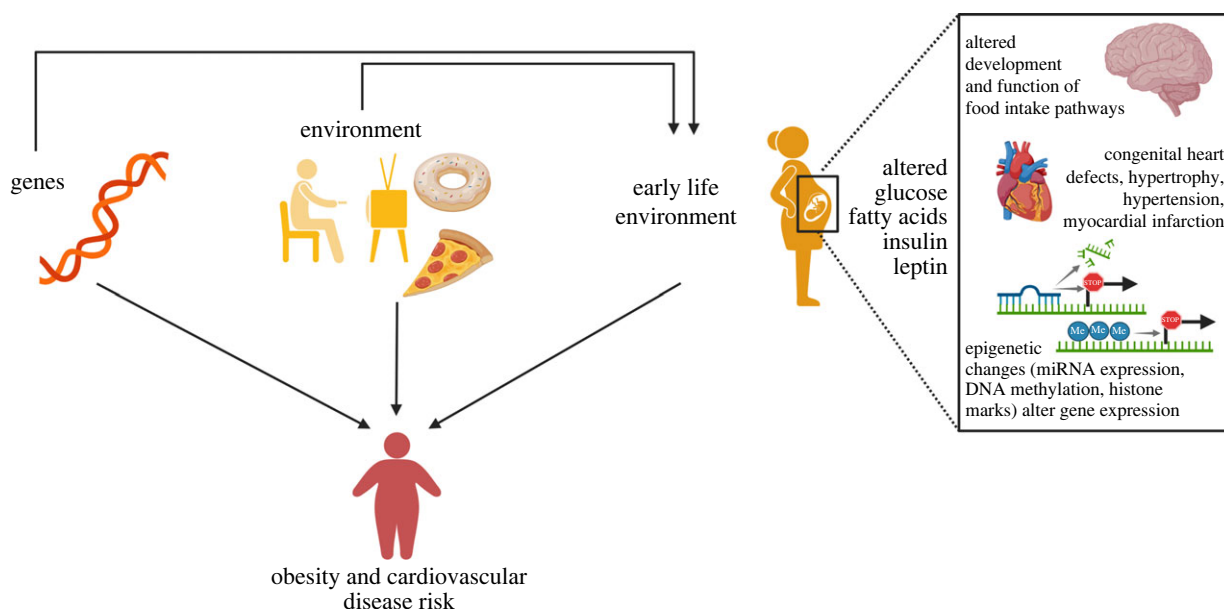 genes
environment
early life
environment
obesity and cardiovascular
disease risk
altered
glucose
fatty acids
insulin
leptin
altered
development
and function of
food intake pathways
congenital heart
defects, hypertrophy,
hypertension,
myocardial infarction
STOP
Me Me Me
STOP
epigenetic
changes (miRNA expression,
DNA methylation, histone
marks) alter gene expression